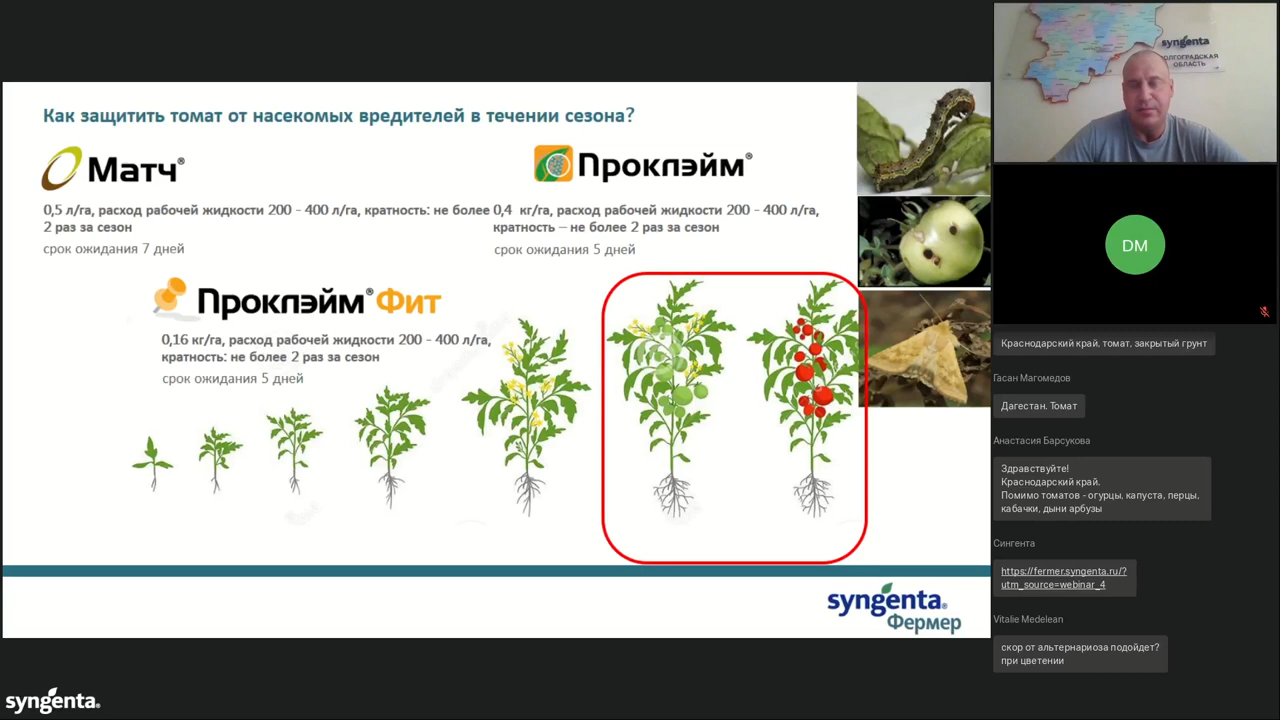 Как защитить томат от насекомых вредителей в течении сезона?
Матч®
0,5 л/га, расход рабочей жидкости 200 - 400 л/га, кратность: не более
2 раз за сезон
срок ожидания 7 дней
Проклэйм®
0,4 кг/га, расход рабочей жидкости 200 - 400 л/га,
кратность – не более 2 раз за сезон
срок ожидания 5 дней
Проклэйм® Фит
0,16 кг/га, расход рабочей жидкости 200 - 400 л/га,
кратность: не более 2 раз за сезон
срок ожидания 5 дней
syngenta®
Фермер
syngenta®
syngenta
ВОЛГОГРАДСКАЯ
ОБЛАСТЬ
DM
Краснодарский край, томат, закрытый грунт
Гасан Магомедов
Дагестан. Томат
Анастасия Барсукова
Здравствуйте!
Краснодарский край.
Помимо томатов - огурцы, капуста, перцы,
кабачки, дыни арбузы
Сингента
https://fermer.syngenta.ru/?
utm_source=webinar_4
Vitalie Medelean
скор от альтернариоза подойдет?
при цветении